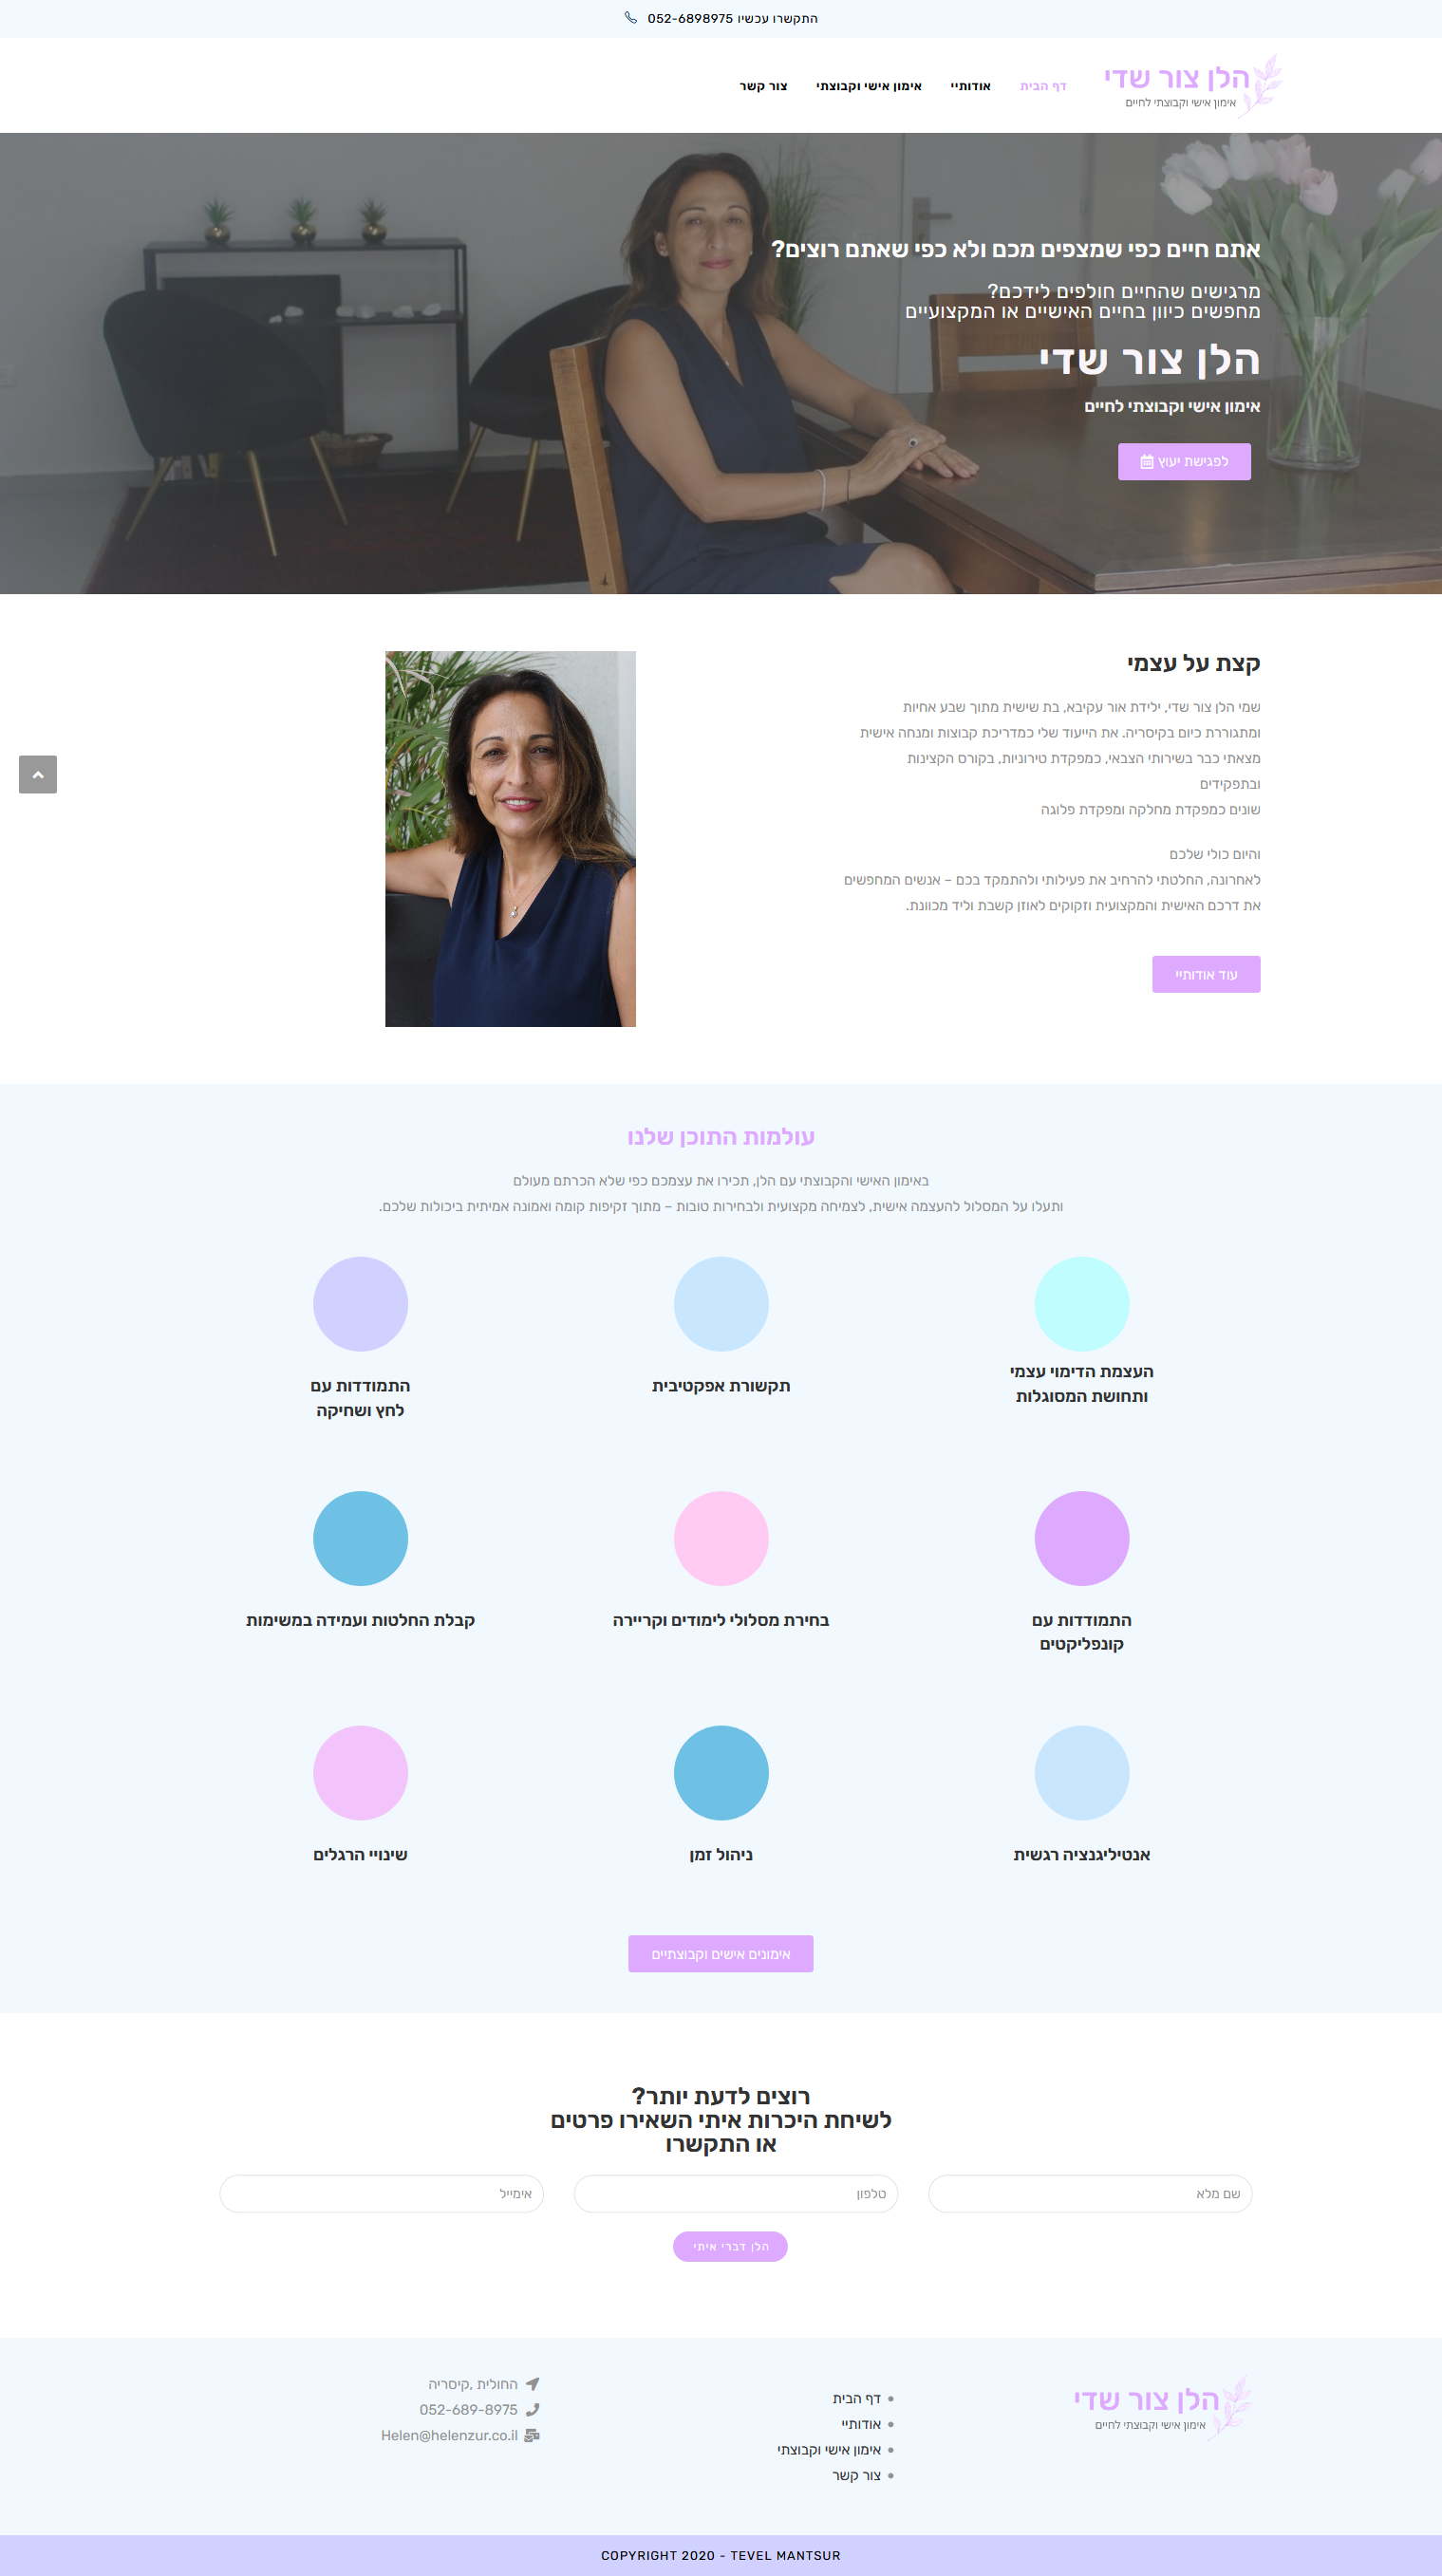 התקשרו עכשיו 052-6898975
הלן צור שדי
אימון אישי וקבוצתי לחיים
דף הבית
אודותיי
אימון אישי וקבוצתי
צור קשר
אתם חיים כפי שמצפים מכם ולא כפי שאתם רוצים?
מרגישים שהחיים חולפים לידכם?
מחפשים כיוון בחיים האישיים או המקצועיים
הלן צור שדי
אימון אישי וקבוצתי לחיים
לפגישת יעוץ
קצת על עצמי
שמי הלן צור שדי, ילידת אור עקיבא, בת שישית מתוך שבע אחיות
ומתגוררת כיום בקיסריה. את הייעוד שלי כמדריכת קבוצות ומנחה אישית
מצאתי כבר בשירותי הצבאי, כמפקדת טירוניות, בקורס הקצינות
ובתפקידים
שונים כמפקדת מחלקה ומפקדת פלוגה
והיום כולי שלכם
לאחרונה, החלטתי להרחיב את פעילותי ולהתמקד בכם – אנשים המחפשים
את דרכם האישית והמקצועית וזקוקים לאוזן קשבת וליד מכוונת.
עוד אודותיי
עולמות התוכן שלנו
באימון האישי והקבוצתי עם הלן, תכירו את עצמכם כפי שלא הכרתם מעולם
ותעלו על המסלול להעצמה אישית, לצמיחה מקצועית ולבחירות טובות – מתוך זקיפות קומה ואמונה אמיתית ביכולות שלכם.
העצמת הדימוי עצמי
ותחושת המסוגלות
תקשורת אפקטיבית
התמודדות עם
לחץ ושחיקה
התמודדות עם
קונפליקטים
בחירת מסלולי לימודים וקריירה
קבלת החלטות ועמידה במשימות
אנטיליגנציה רגשית
ניהול זמן
שינויי הרגלים
אימונים אישים וקבוצתיים
רוצים לדעת יותר?
לשיחת היכרות איתי השאירו פרטים
או התקשרו
שם מלא
טלפון
אימייל
הלן דברי איתי
הלן צור שדי
אימון אישי וקבוצתי לחיים
דף הבית
אודותיי
אימון אישי וקבוצתי
צור קשר
החולית ,קיסריה
052-689-8975
Helen@helenzur.co.il
COPYRIGHT 2020 - TEVEL MANTSUR